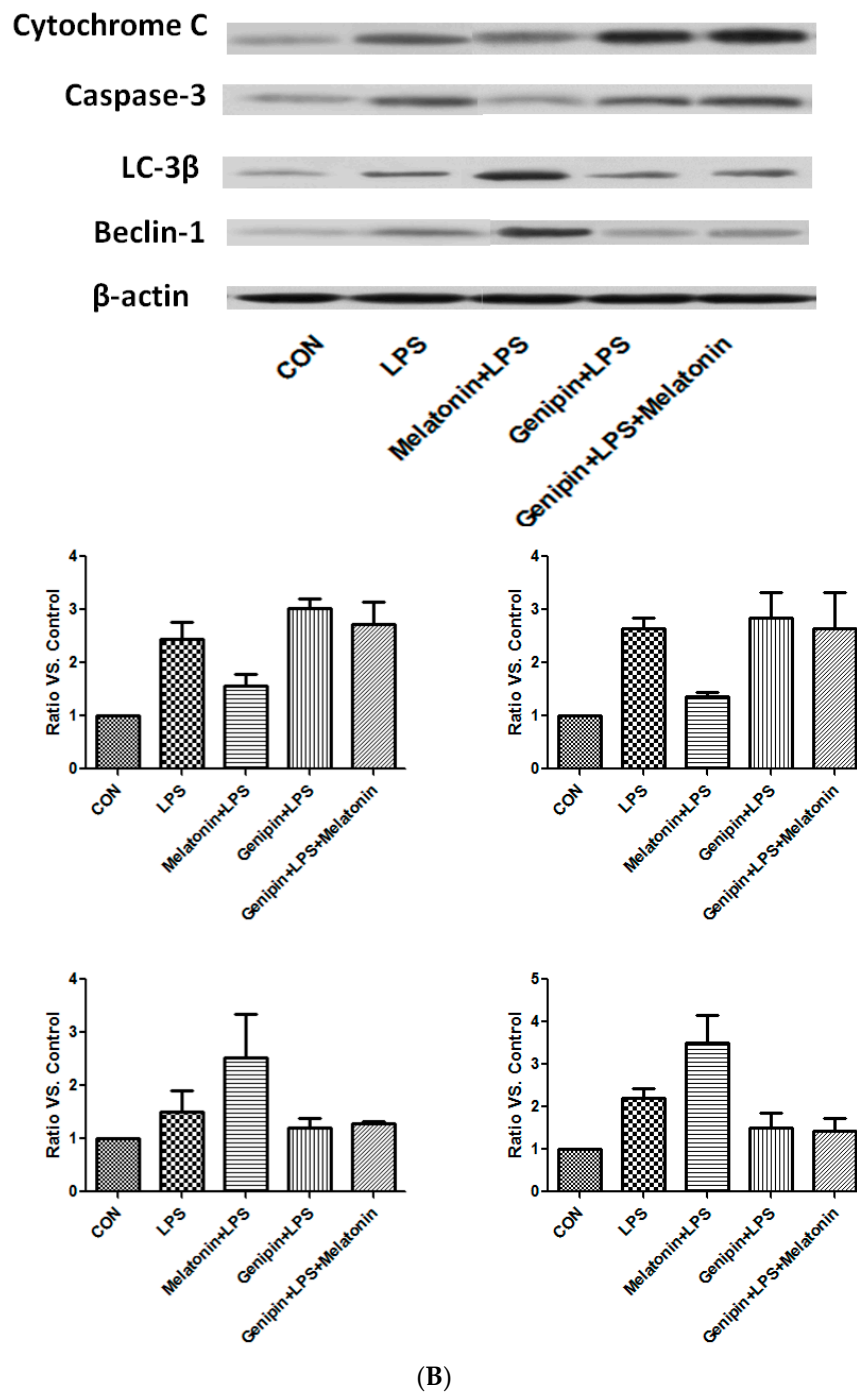 Cytochrome C
Caspase-3
LC-3β
Beclin-1
β-actin
CON
LPS
Melatonin+LPS
Genipin+LPS
Genipin+LPS+Melatonin
Ratio VS. Control
4
3
2
1
0
CON
LPS
Melatonin+LPS
Genipin+LPS
Genipin+LPS+Melatonin
Ratio VS. Control
4
3
2
1
0
CON
LPS
Melatonin+LPS
Genipin+LPS
Genipin+LPS+Melatonin
Ratio VS. Control
4
3
2
1
0
CON
LPS
Melatonin+LPS
Genipin+LPS
Genipin+LPS+Melatonin
Ratio VS. Control
5
4
3
2
1
0
CON
LPS
Melatonin+LPS
Genipin+LPS
Genipin+LPS+Melatonin
(B)